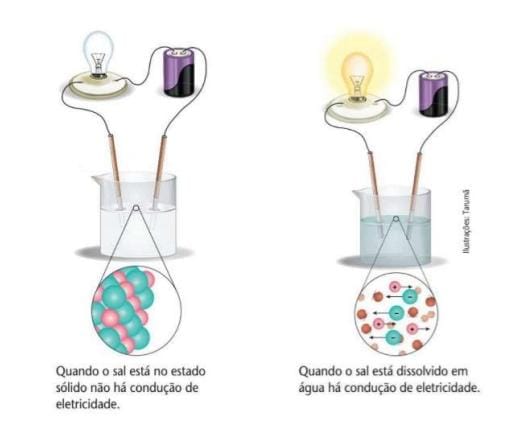 Ilustrações: Tarumã
Quando o sal está no estado
sólido não há condução de
eletricidade.
Quando o sal está dissolvido em
água há condução de eletricidade.